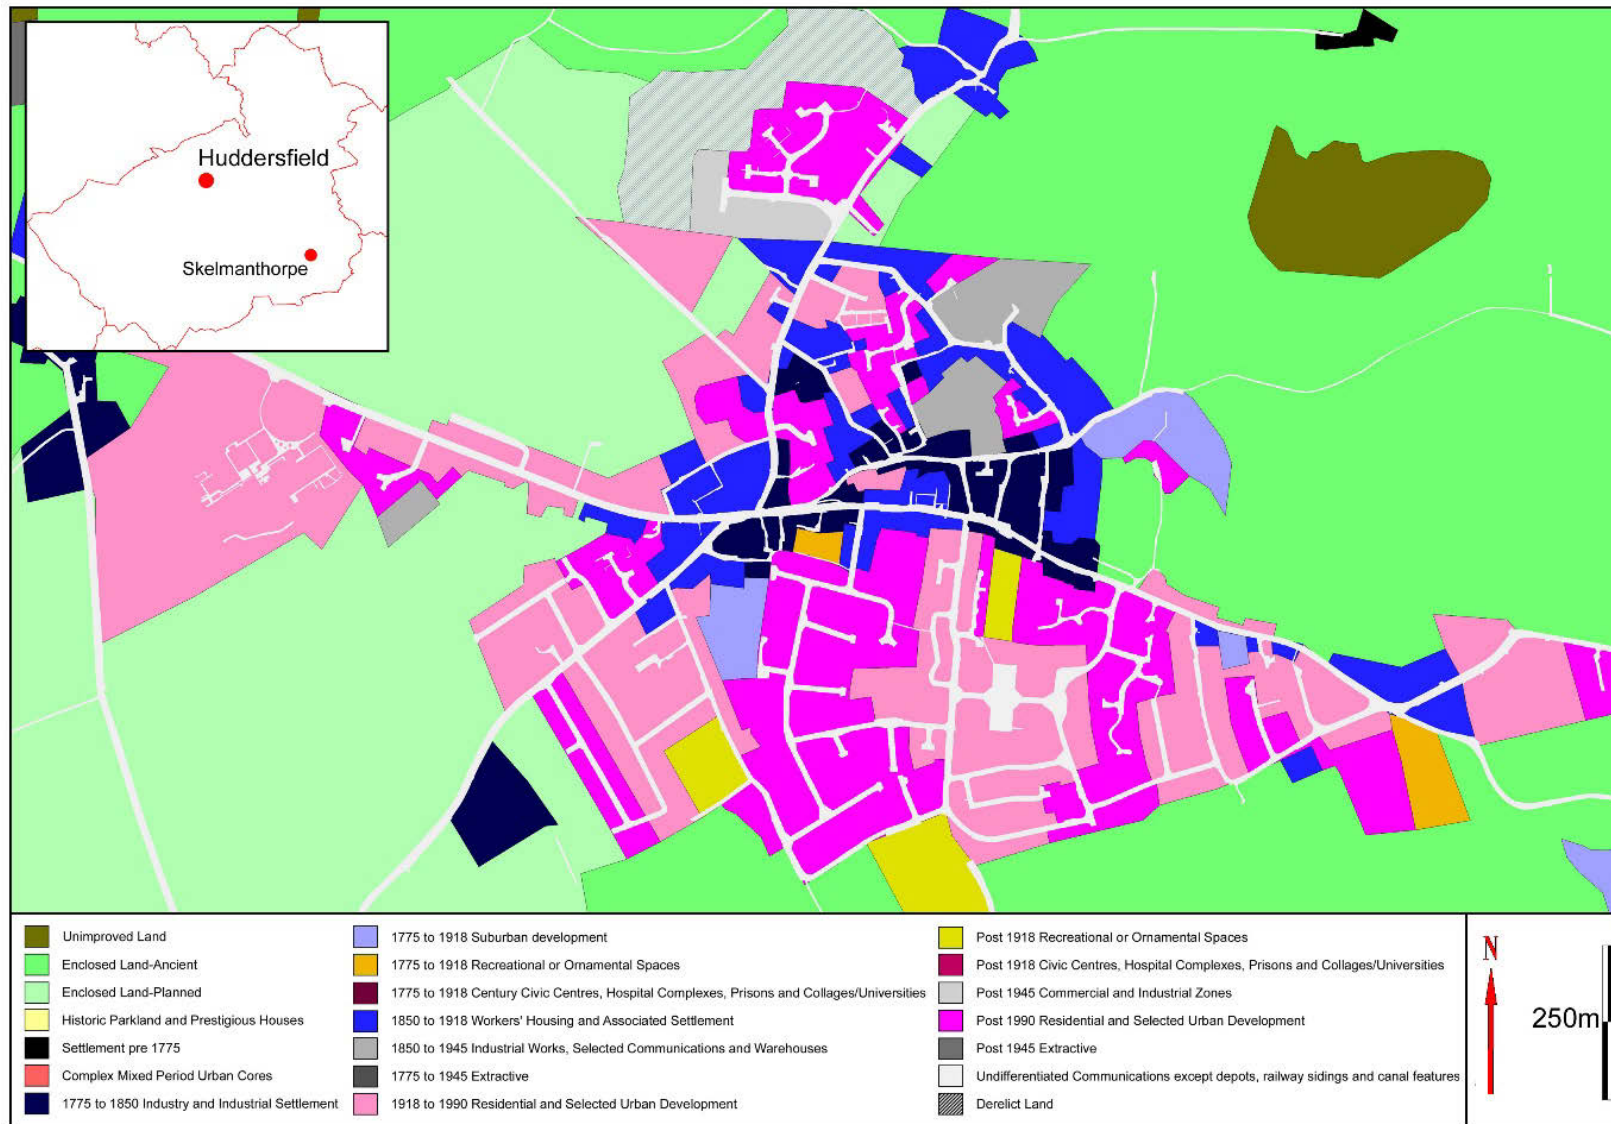 Huddersfield
Skelmanthorpe
Unimproved Land
Enclosed Land-Ancient
Enclosed Land-Planned
Historic Parkland and Prestigious Houses
Settlement pre 1775
Complex Mixed Period Urban Cores
1775 to 1850 Industry and Industrial Settlement
1775 to 1918 Suburban development
1775 to 1918 Recreational or Ornamental Spaces
1775 to 1918 Century Civic Centres, Hospital Complexes, Prisons and Collages/Universities
1850 to 1918 Workers' Housing and Associated Settlement
1850 to 1945 Industrial Works, Selected Communications and Warehouses
1775 to 1945 Extractive
1918 to 1990 Residential and Selected Urban Development
Post 1918 Recreational or Ornamental Spaces
Post 1918 Civic Centres, Hospital Complexes, Prisons and Collages/Universities
Post 1945 Commercial and Industrial Zones
Post 1990 Residential and Selected Urban Development
Post 1945 Extractive
Undifferentiated Communications except depots, railway sidings and canal features
Derelict Land
N
250m